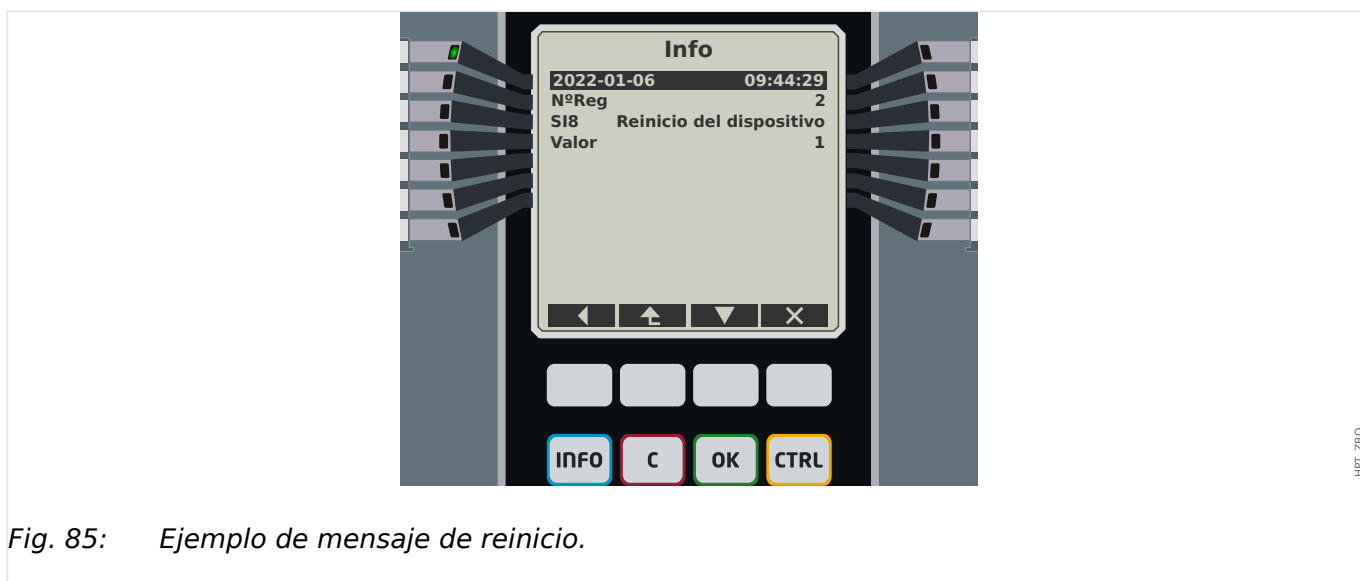 Info
2022-01-06 09:44:29
NºReg 2
SI8 Reinicio del dispositivo
Valor 1
INFO C OK CTRL
HPT_ZBO
Fig. 85: Ejemplo de mensaje de reinicio.